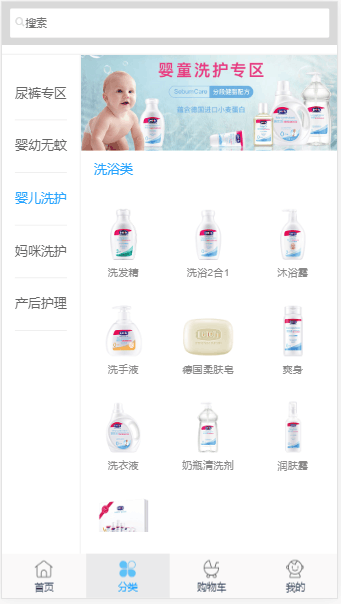 搜索
尿裤专区
婴幼无蚊
婴儿洗护
妈咪洗护
产后护理
婴童洗护专区
SebumCare 分段健肤配方
蕴含德国进口小麦蛋白
洗浴类
洗发精
洗浴2合1
沐浴露
洗手液
德国柔肤皂
爽身
洗衣液
奶瓶清洗剂
润肤露
首页
分类
购物车
我的